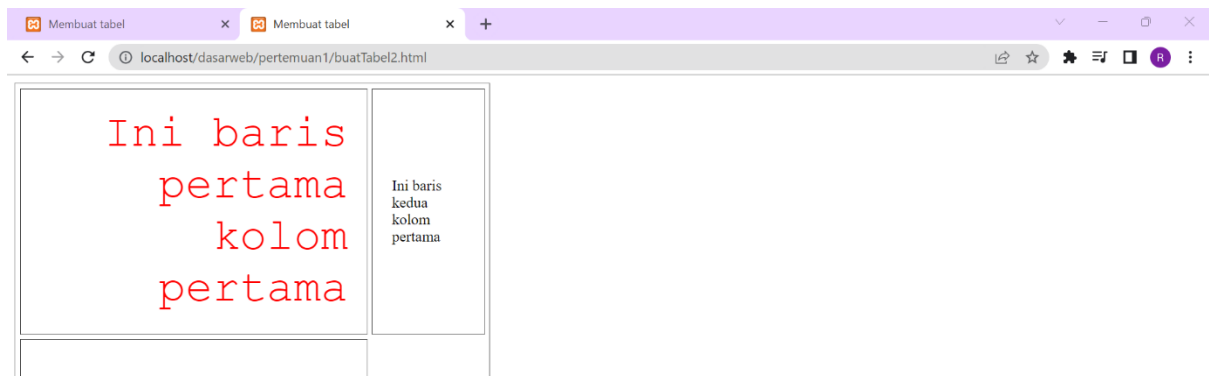 Membuat tabel
Membuat tabel
localhost/dasarweb/pertemuan1/buatTabel2.html
R
Ini baris
pertama
kolom
pertama
Ini baris
kedua
kolom
pertama